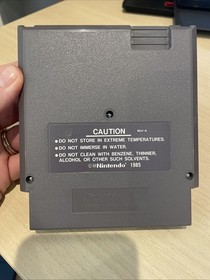 CAUTION REV-A
• DO NOT STORE IN EXTREME TEMPERATURES.
• DO NOT IMMERSE IN WATER.
• DO NOT CLEAN WITH BENZENE, THINNER,
ALCOHOL OR OTHER SUCH SOLVENTS.
©®Nintendo® 1985